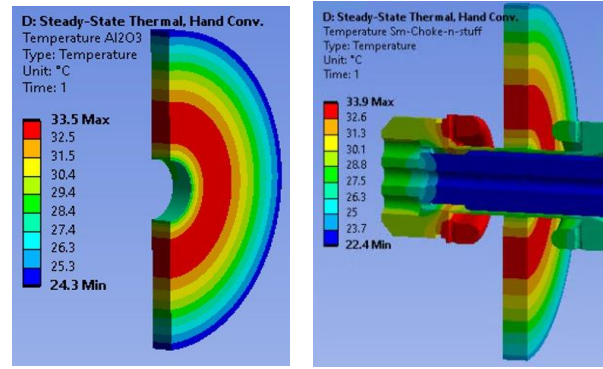 D: Steady-State Thermal, Hand Conv.
Temperature Al2O3
Type: Temperature
Unit: °C
Time: 1
33.5 Max
32.5
31.5
30.4
29.4
28.4
27.4
26.3
25.3
24.3 Min
D: Steady-State Thermal, Hand Conv.
Temperature Sm-Choke-n-stuff
Type: Temperature
Unit: °C
Time: 1
33.9 Max
32.6
31.3
30.1
28.8
27.5
26.3
25
23.7
22.4 Min